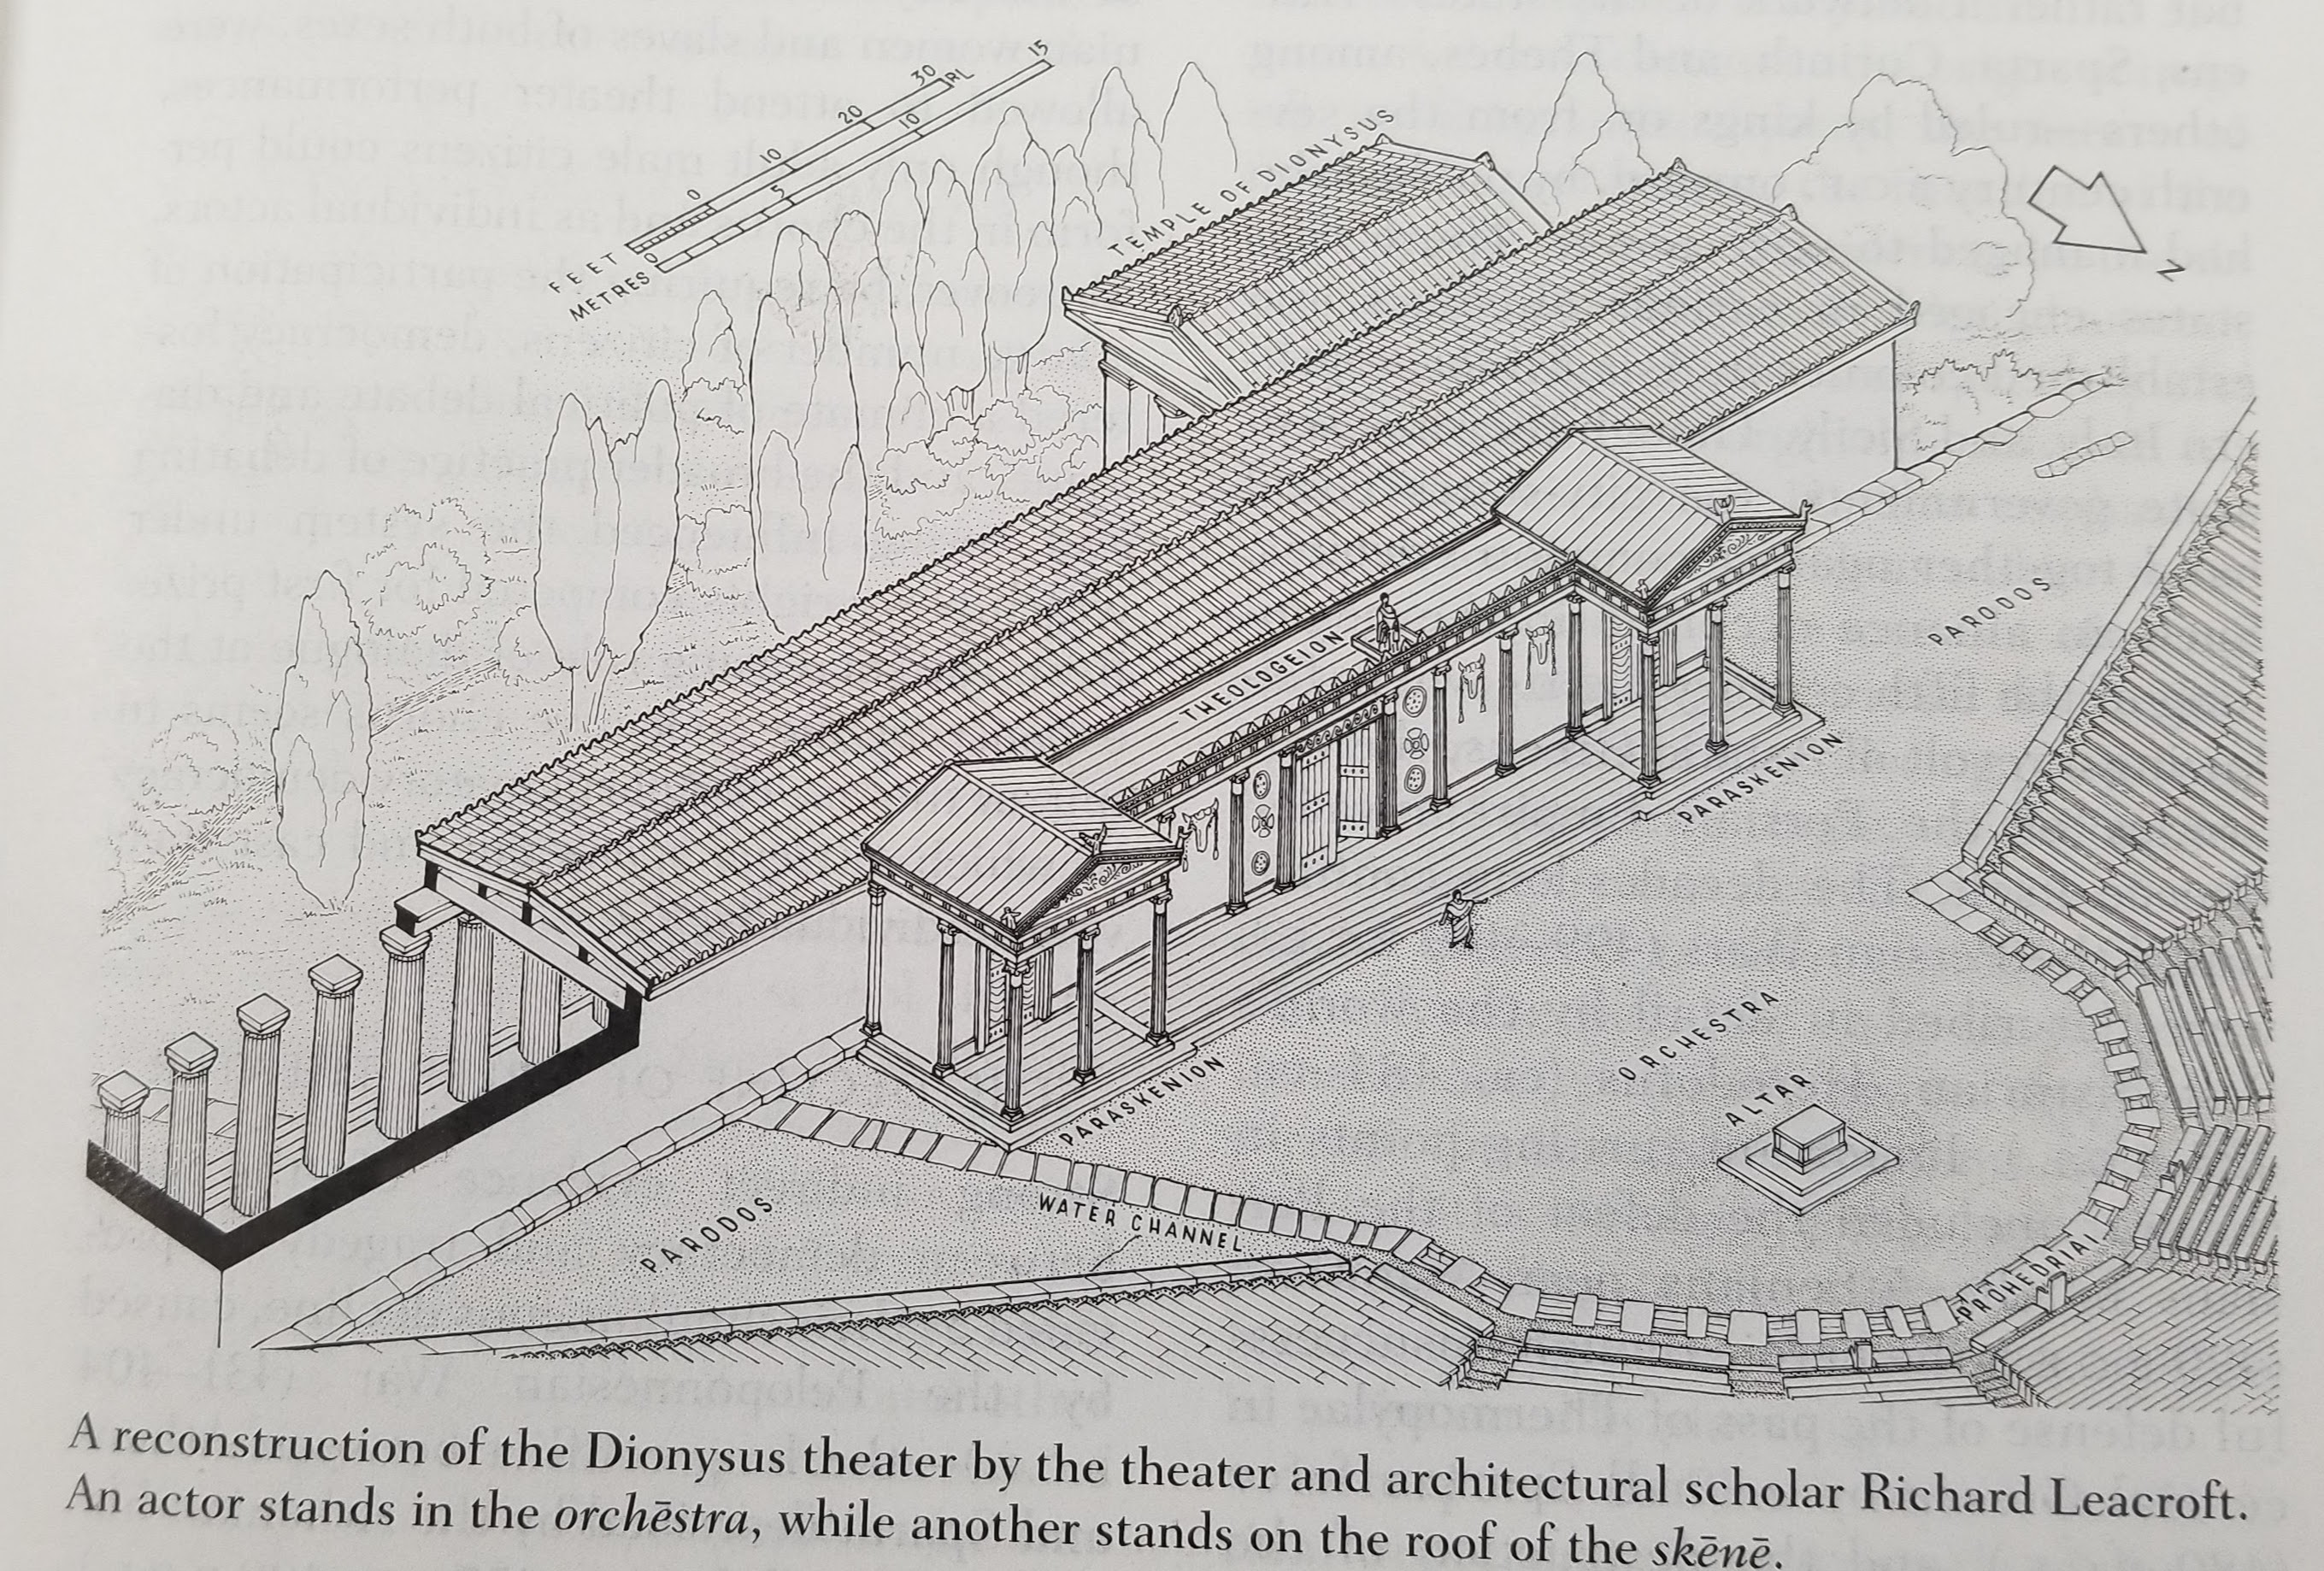 30 RL 15
20 10
10 5
0
FEET
METRES 0
TEMPLE OF DIONYSUS
N
PARODOS
THEOLOGEION
PARASKENION
ORCHESTRA
ALTAR
PARASKENION
WATER CHANNEL
PARODOS
PROHEDRIAI
A reconstruction of the Dionysus theater by the theater and architectural scholar Richard Leacroft.
An actor stands in the orchēstra, while another stands on the roof of the skēnē.